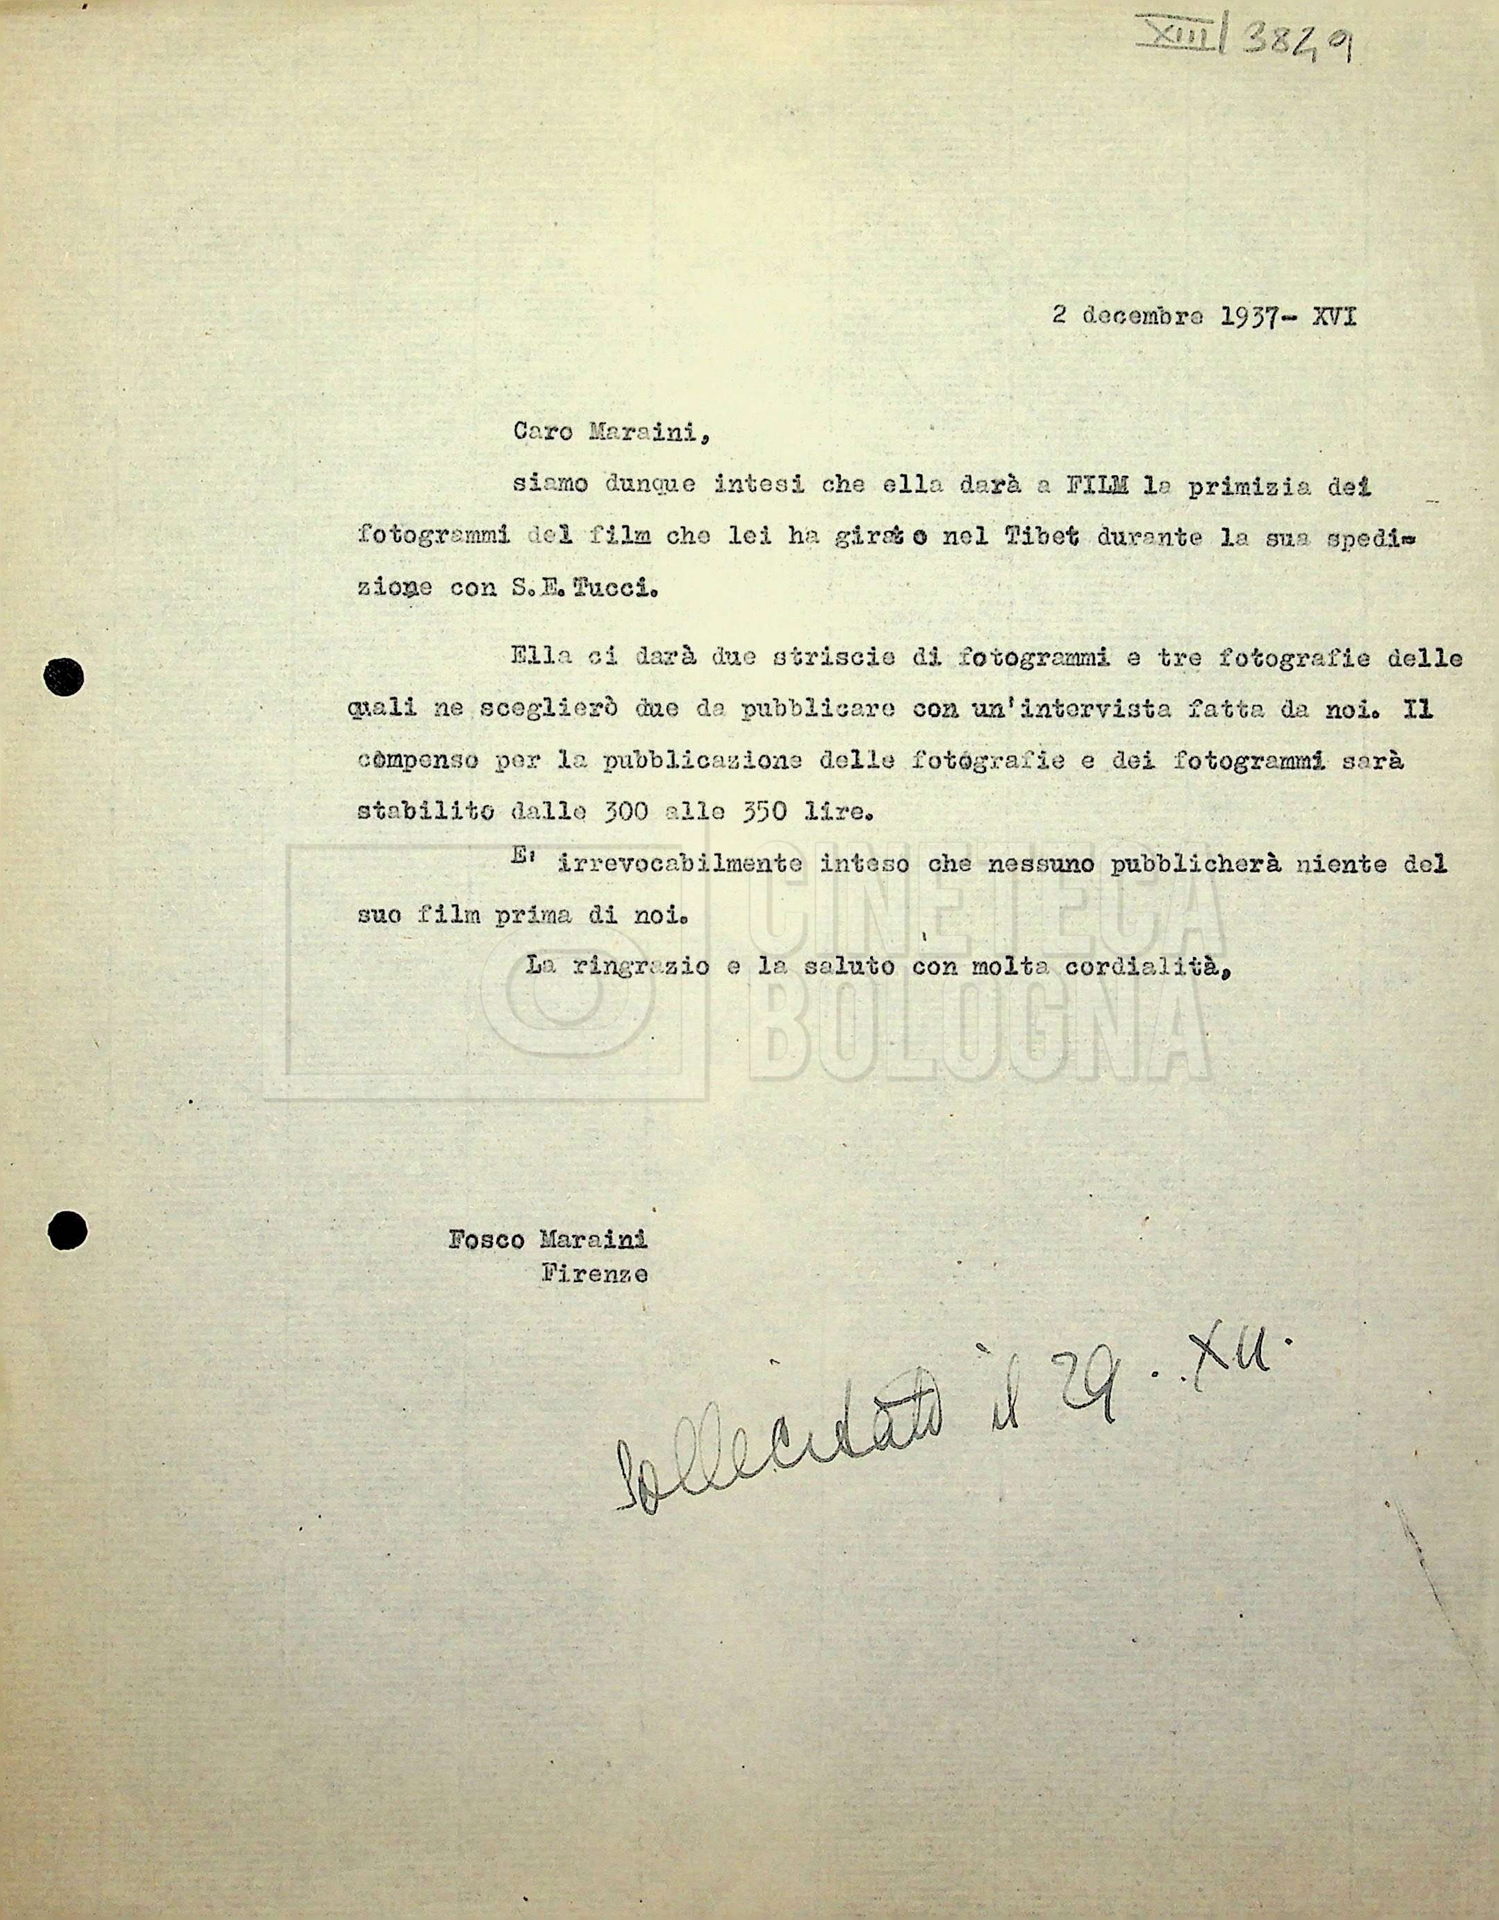 XIII/3829
2 decembre 1937- XVI
Caro Maraini,
siamo dunque intesi che ella darà a FILM la primizia dei
fotogrammi del film che lei ha girato nel Tibet durante la sua spedi=
zione con S.E.Tucci.
Ella ci darà due striscie di fotogrammi e tre fotografie delle
quali ne sceglierò due da pubblicare con un'intervista fatta da noi. Il
compenso per la pubblicazione delle fotografie e dei fotogrammi sarà
stabilito dalle 300 alle 350 lire.
E' irrevocabilmente inteso che nessuno pubblicherà niente del
suo film prima di noi.
La ringrazio e la saluto con molta cordialità,
CINETECA
BOLOGNA
Fosco Maraini
Firenze
Sollecitato il 29 . XII.